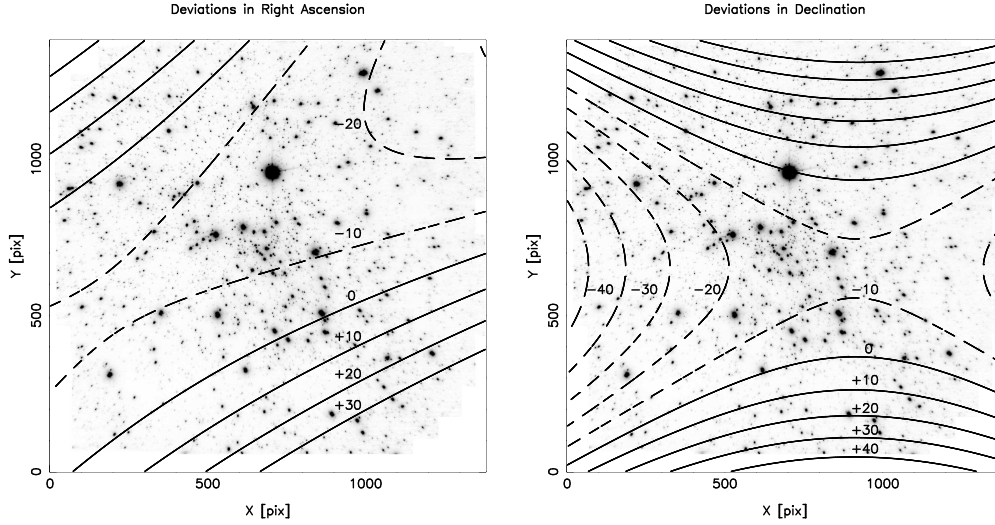 Deviations in Right Ascension
Y [pix]
1000
500
0
−20
−10
0
+10
+20
+30
0 500 1000
X [pix]
Deviations in Declination
Y [pix]
1000
500
0
−40 −30 −20 −10
0
+10
+20
+30
+40
0 500 1000
X [pix]